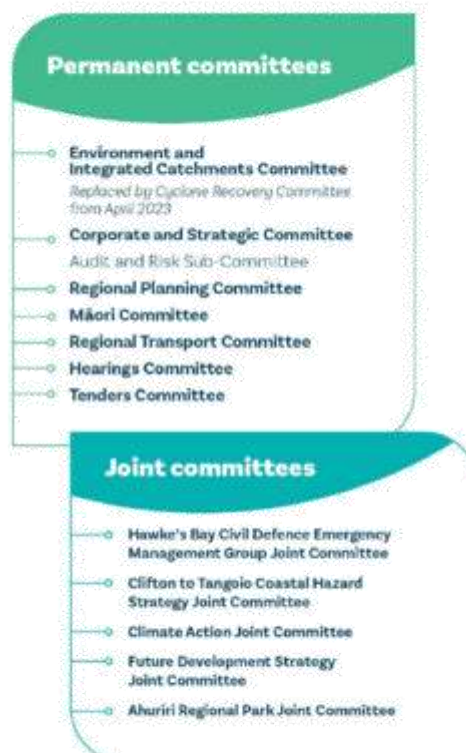 Permanent committees
Environment and
Integrated Catchments Committee
Replaced by Cyclone Recovery Committee
from April 2023
Corporate and Strategic Committee
Audit and Risk Sub-Committee
Regional Planning Committee
Māori Committee
Regional Transport Committee
Hearings Committee
Tenders Committee
Joint committees
Hawke's Bay Civil Defence Emergency
Management Group Joint Committee
Clifton to Tangoio Coastal Hazard
Strategy Joint Committee
Climate Action Joint Committee
Future Development Strategy
Joint Committee
Ahuriri Regional Park Joint Committee